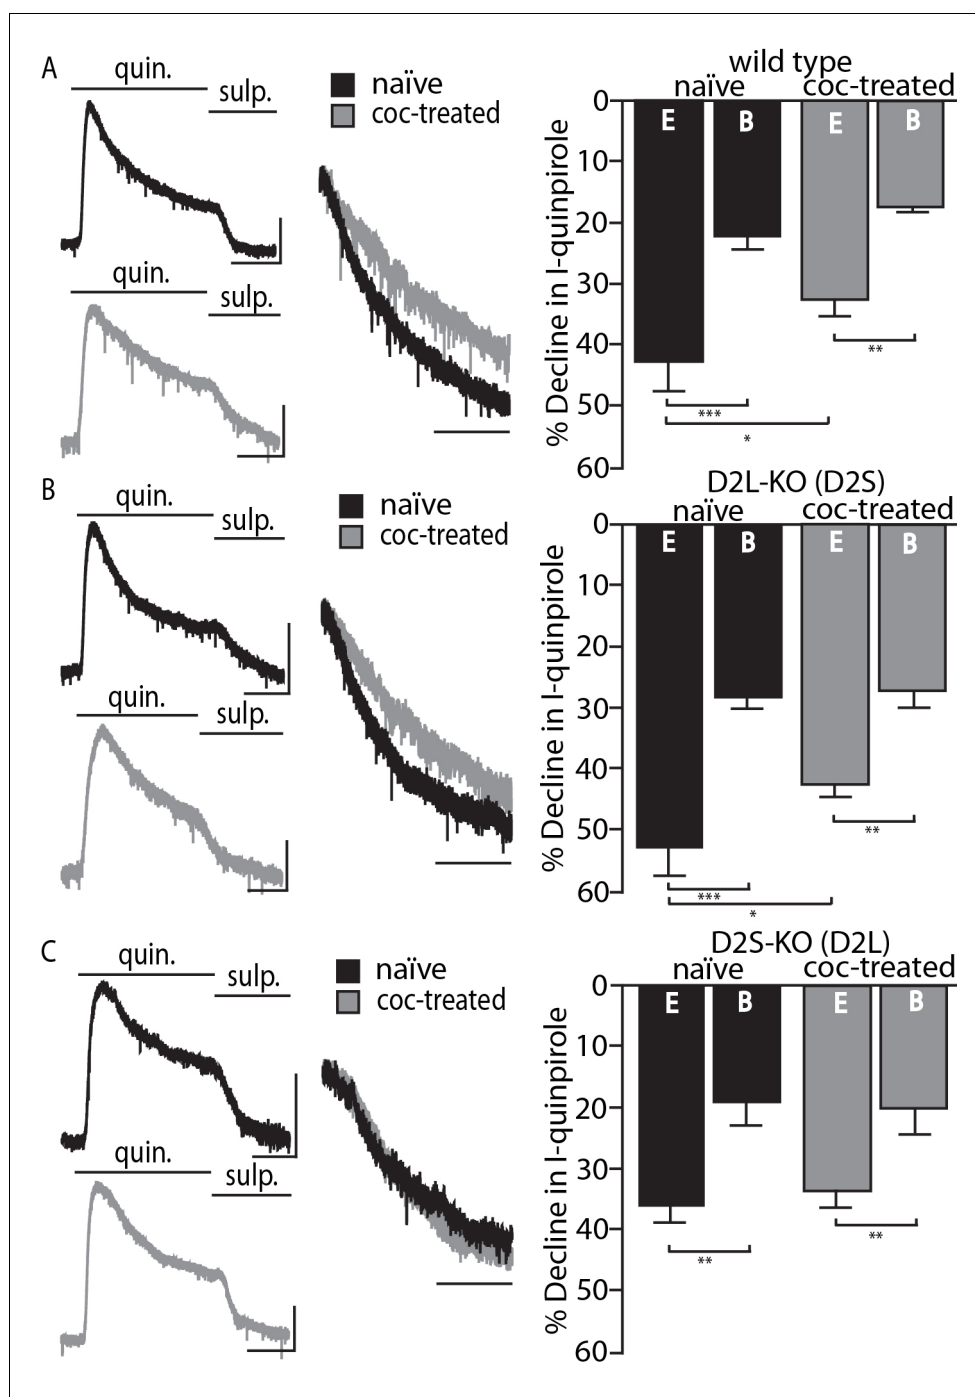 A
quin.
sulp.
quin.
sulp.
naïve
coc-treated
wild type
naïve coc-treated
% Decline in I-quinpirole
0
10
20
30
40
50
60
E B E B
***
*
**
B
quin.
sulp.
quin.
sulp.
naïve
coc-treated
D2L-KO (D2S)
naïve coc-treated
% Decline in I-quinpirole
0
10
20
30
40
50
60
E B E B
***
*
**
C
quin.
sulp.
quin.
sulp.
naïve
coc-treated
D2S-KO (D2L)
naïve coc-treated
% Decline in I-quinpirole
0
10
20
30
40
50
60
E B E B
**
**